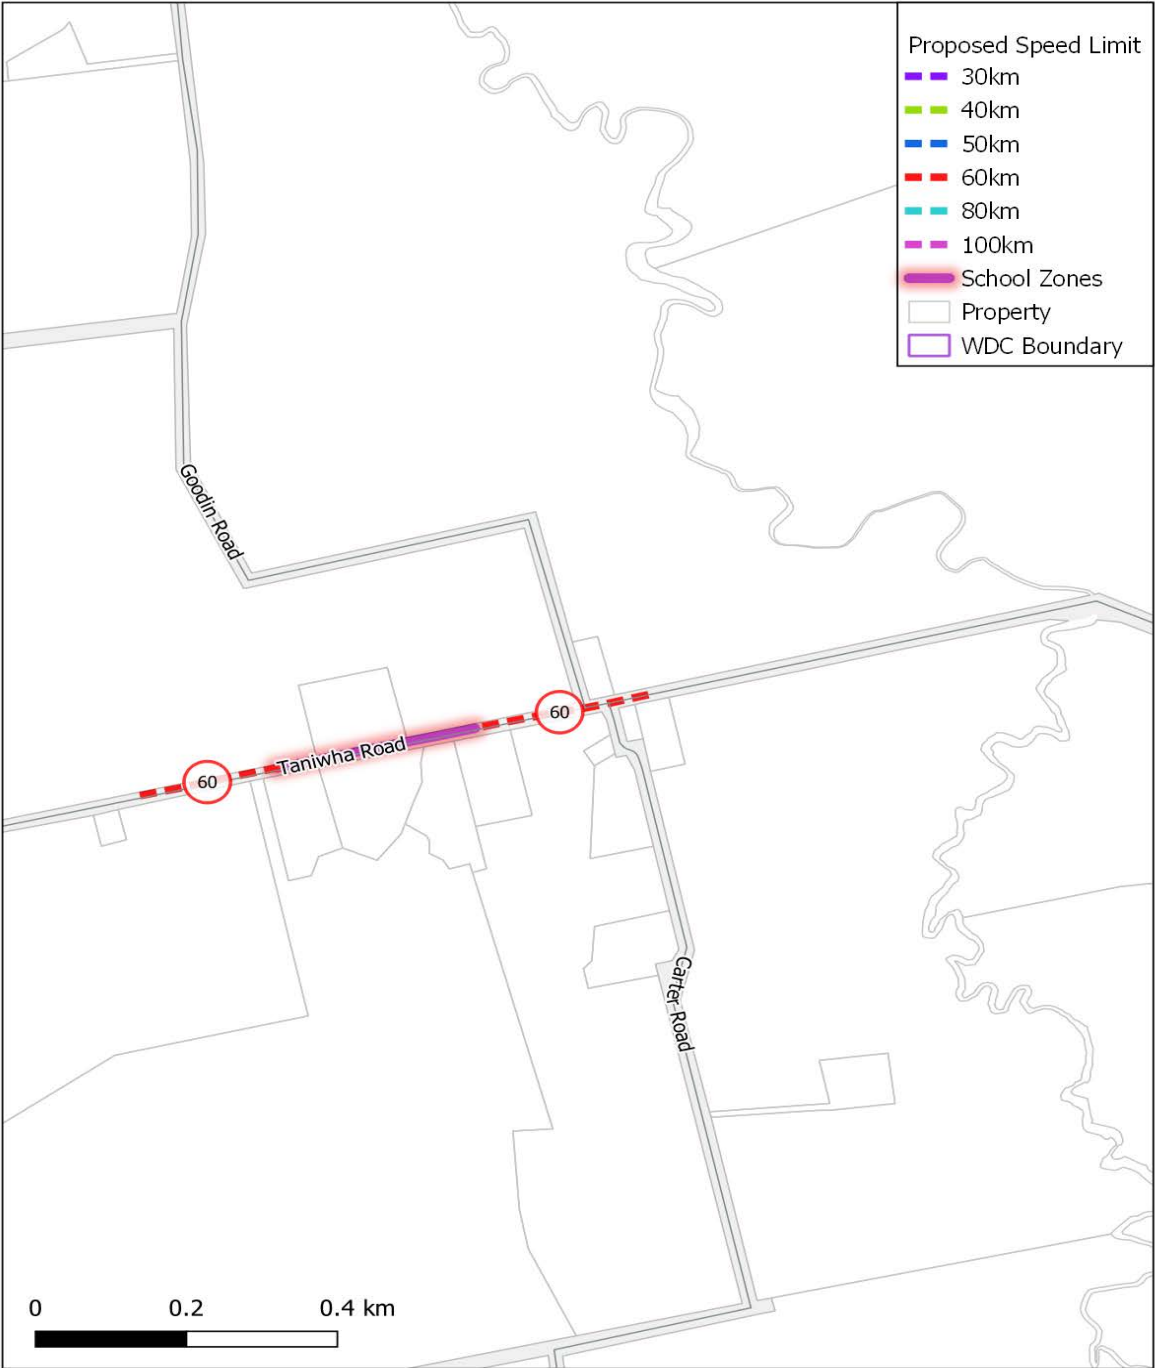 Proposed Speed Limit
30km
40km
50km
60km
80km
100km
School Zones
Property
WDC Boundary
Goodin Road
60
Taniwha Road
60
Carter Road
0 0.2 0.4 km